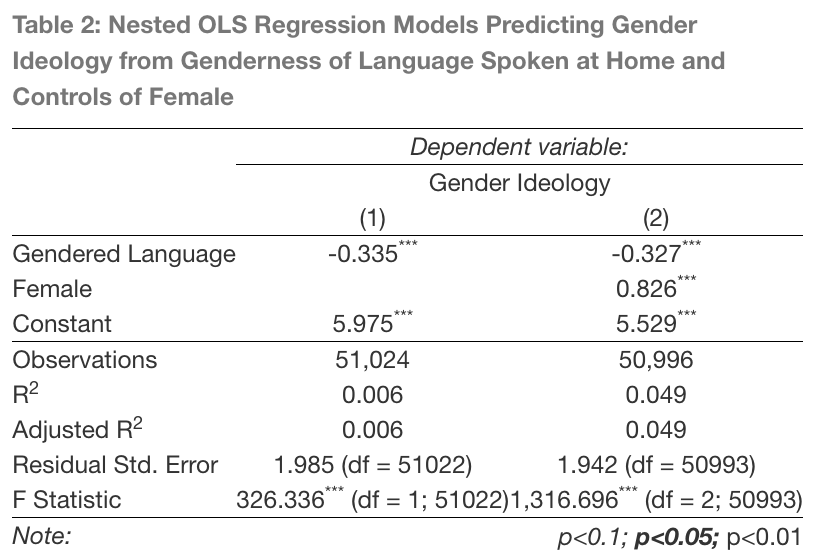 Table 2: Nested OLS Regression Models Predicting Gender
Ideology from Genderness of Language Spoken at Home and
Controls of Female
Dependent variable:
Gender Ideology
(1) (2)
Gendered Language -0.335*** -0.327***
Female 0.826***
Constant 5.975*** 5.529***
Observations 51,024 50,996
R² 0.006 0.049
Adjusted R² 0.006 0.049
Residual Std. Error 1.985 (df = 51022) 1.942 (df = 50993)
F Statistic 326.336*** (df = 1; 51022) 1,316.696*** (df = 2; 50993)
Note: p<0.1; p<0.05; p<0.01